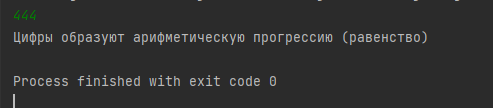 444
Цифры образуют арифметическую прогрессию (равенство)
Process finished with exit code 0